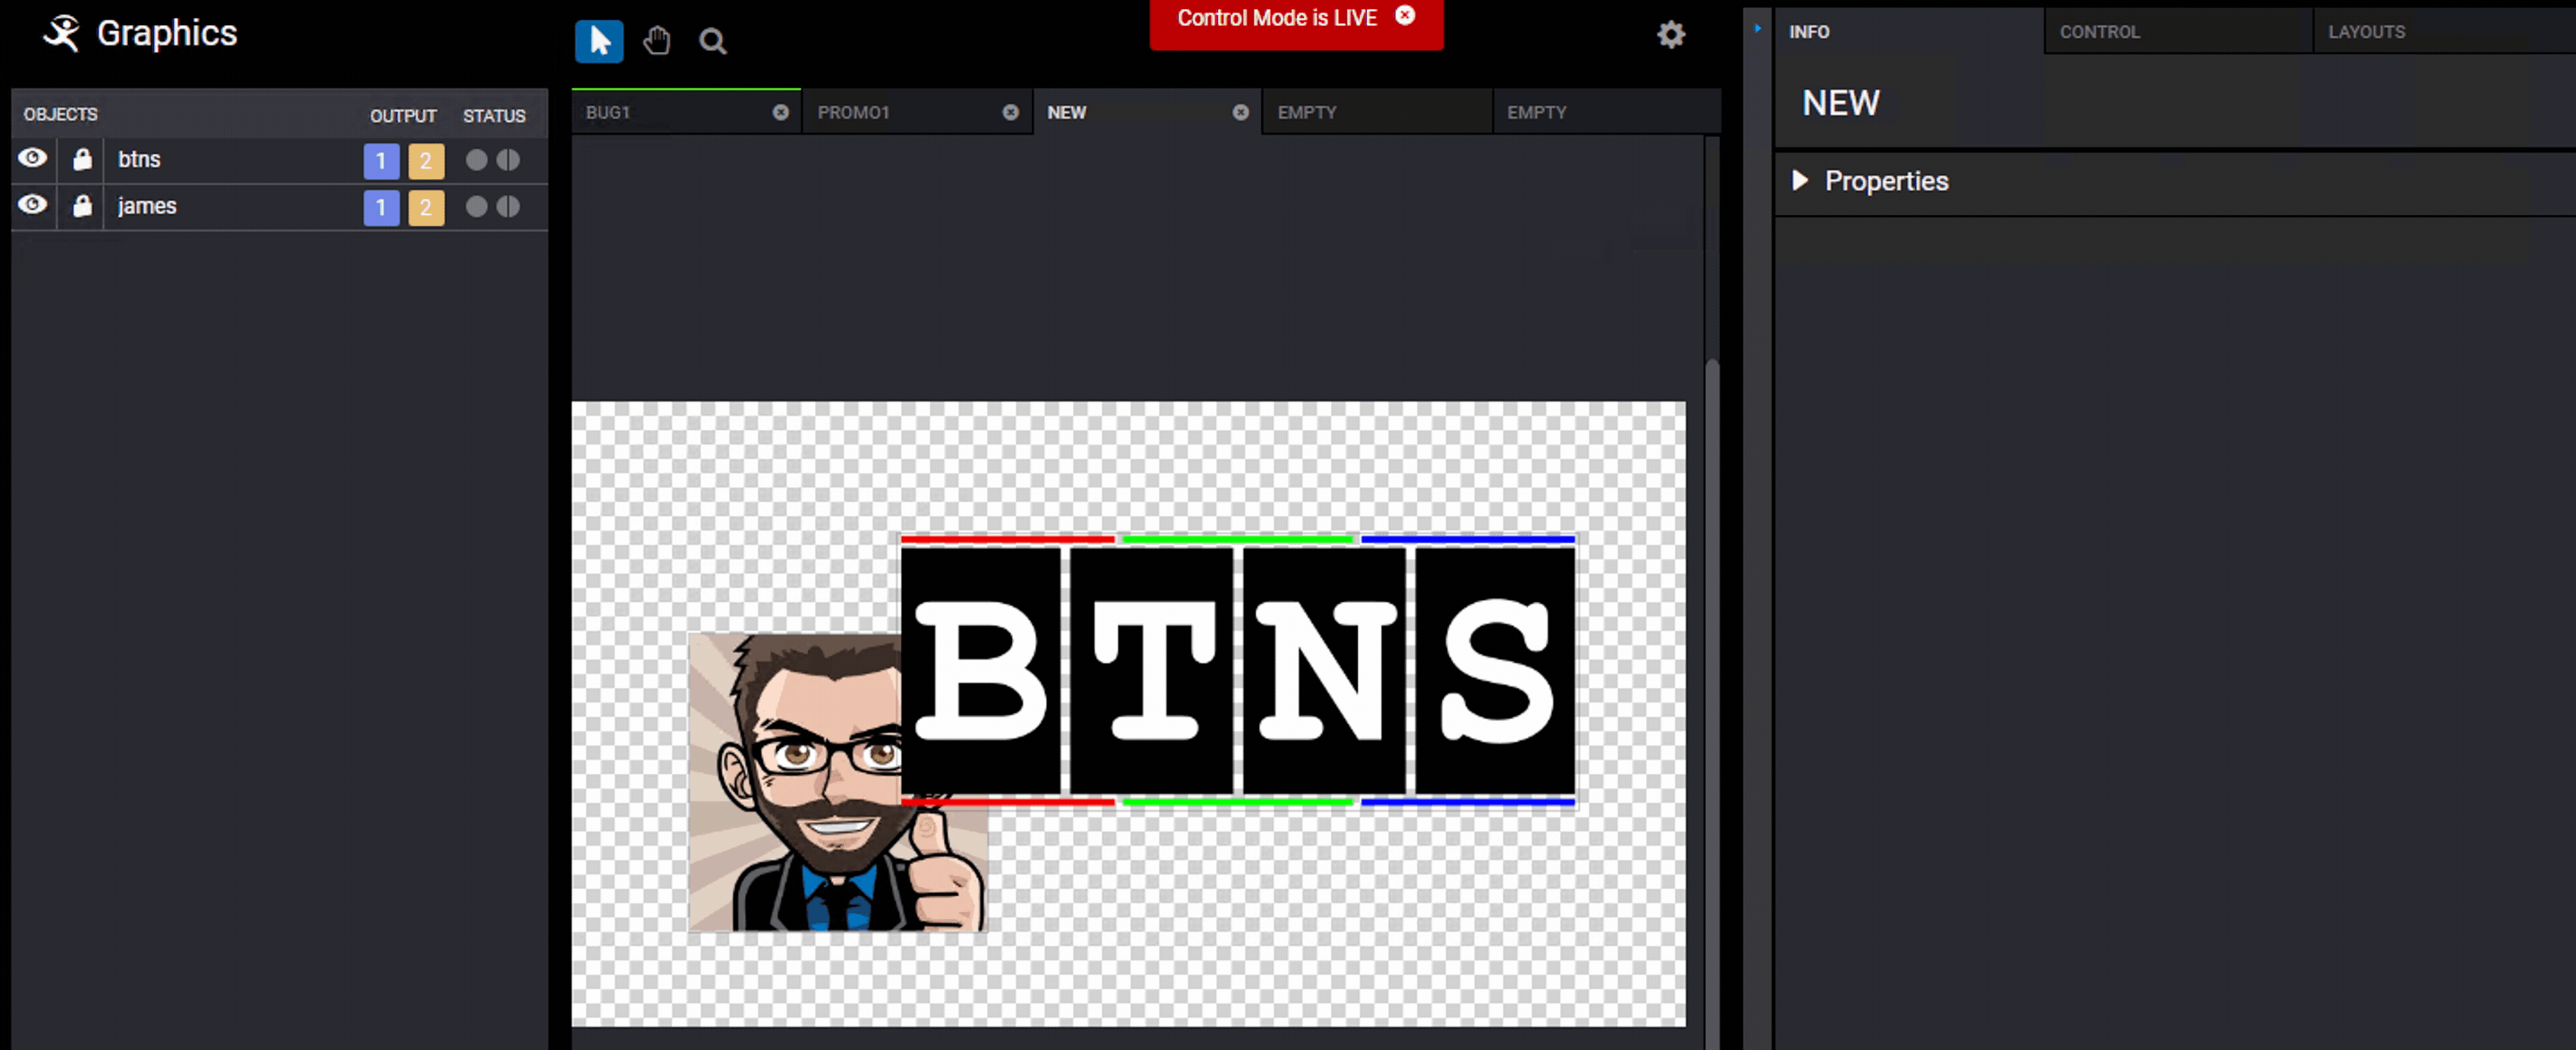 Graphics
Control Mode is LIVE
OBJECTS OUTPUT STATUS
btns 1 2
james 1 2
BUG1 PROMO1 NEW EMPTY EMPTY
BTNS
INFO CONTROL LAYOUTS
NEW
Properties